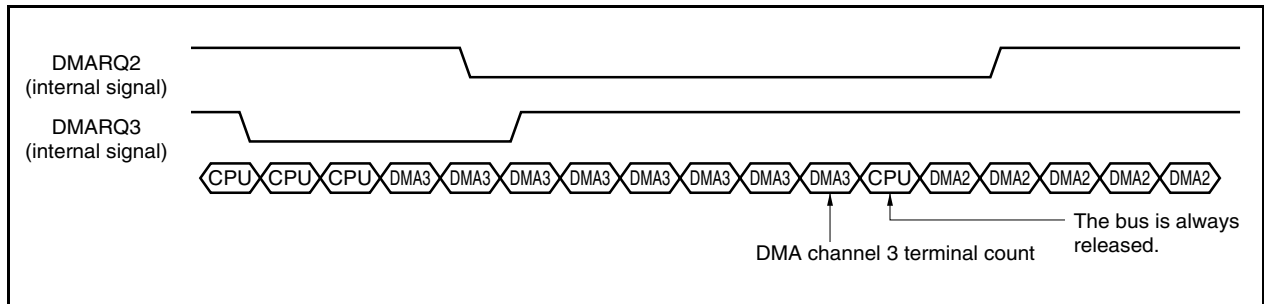 DMARQ2
(internal signal)
DMARQ3
(internal signal)
CPU CPU CPU DMA3 DMA3 DMA3 DMA3 DMA3 DMA3 DMA3 DMA3 CPU DMA2 DMA2 DMA2 DMA2 DMA2
The bus is always
released.
DMA channel 3 terminal count